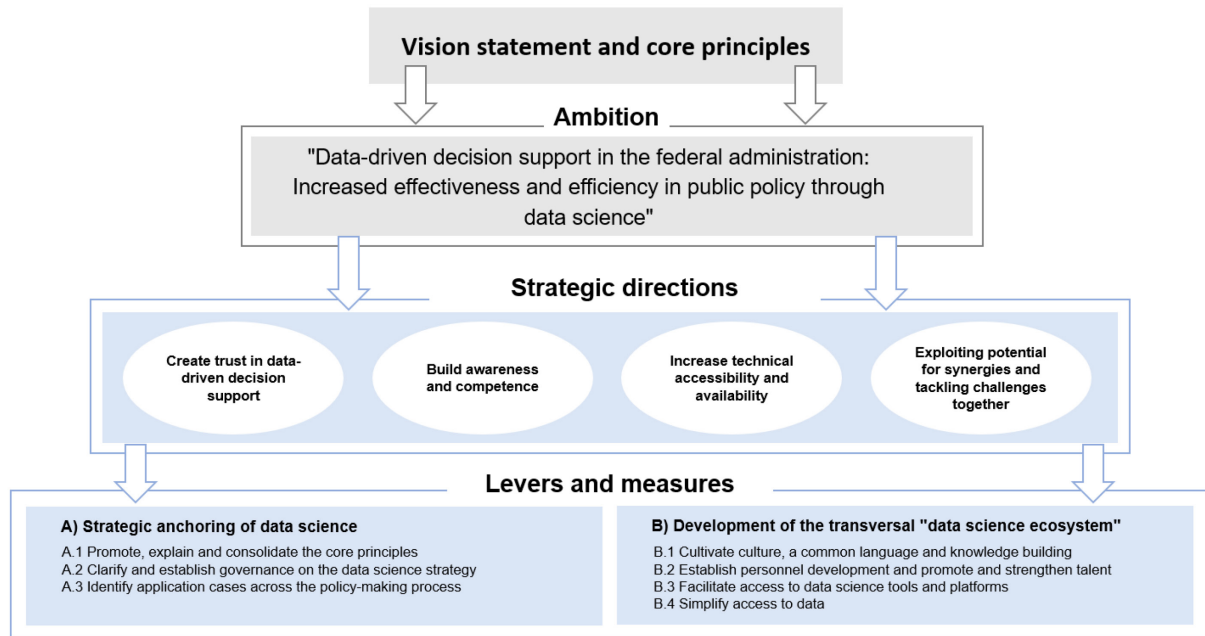 Vision statement and core principles
Ambition
"Data-driven decision support in the federal administration:
Increased effectiveness and efficiency in public policy through
data science"
Strategic directions
Create trust in data-
driven decision
support
Build awareness
and competence
Increase technical
accessibility and
availability
Exploiting potential
for synergies and
tackling challenges
together
Levers and measures
A) Strategic anchoring of data science
A.1 Promote, explain and consolidate the core principles
A.2 Clarify and establish governance on the data science strategy
A.3 Identify application cases across the policy-making process
B) Development of the transversal "data science ecosystem"
B.1 Cultivate culture, a common language and knowledge building
B.2 Establish personnel development and promote and strengthen talent
B.3 Facilitate access to data science tools and platforms
B.4 Simplify access to data